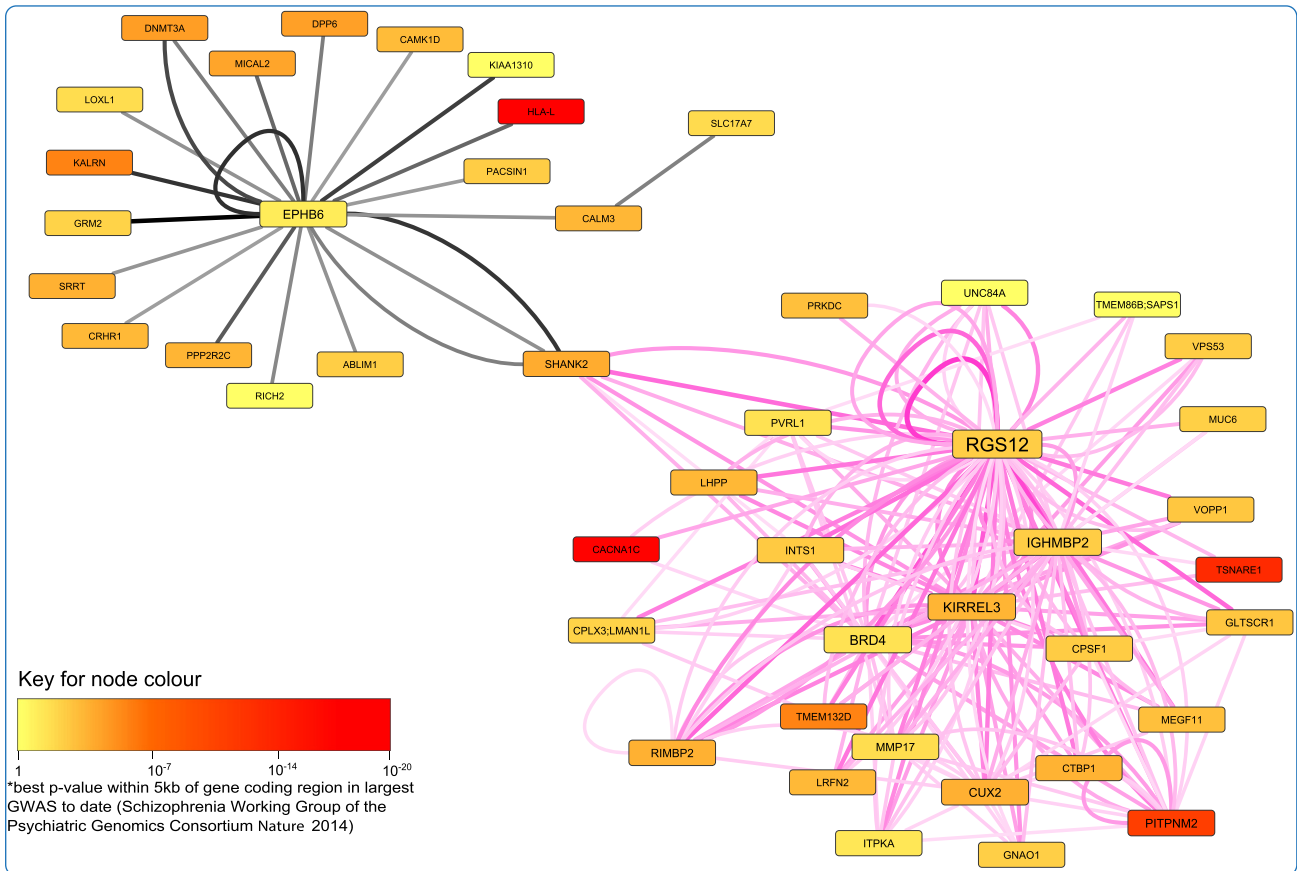 DNMT3A
DPP6
CAMK1D
MICAL2
KIAA1310
LOXL1
HLA-L
SLC17A7
KALRN
PACSIN1
EPHB6
GRM2
CALM3
SRRT
CRHR1
PPP2R2C
ABLIM1
RICH2
SHANK2
UNC84A
PRKDC
TMEM86B;SAPS1
VPS53
PVRL1
MUC6
RGS12
LHPP
VOPP1
CACNA1C
INTS1
IGHMBP2
TSNARE1
KIRREL3
CPLX3;LMAN1L
GLTSCR1
BRD4
CPSF1
TMEM132D
MEGF11
RIMBP2
MMP17
LRFN2
CTBP1
CUX2
PITPNM2
ITPKA
GNAO1
Key for node colour
1 10-7 10-14 10-20
*best p-value within 5kb of gene coding region in largest
GWAS to date (Schizophrenia Working Group of the
Psychiatric Genomics Consortium Nature 2014)